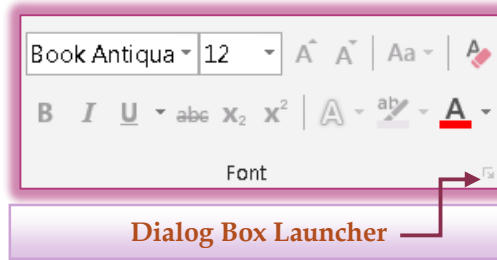 Book Antiqua 12 A A Aa A
B I U abc X₂ X² A ab A
Font
Dialog Box Launcher